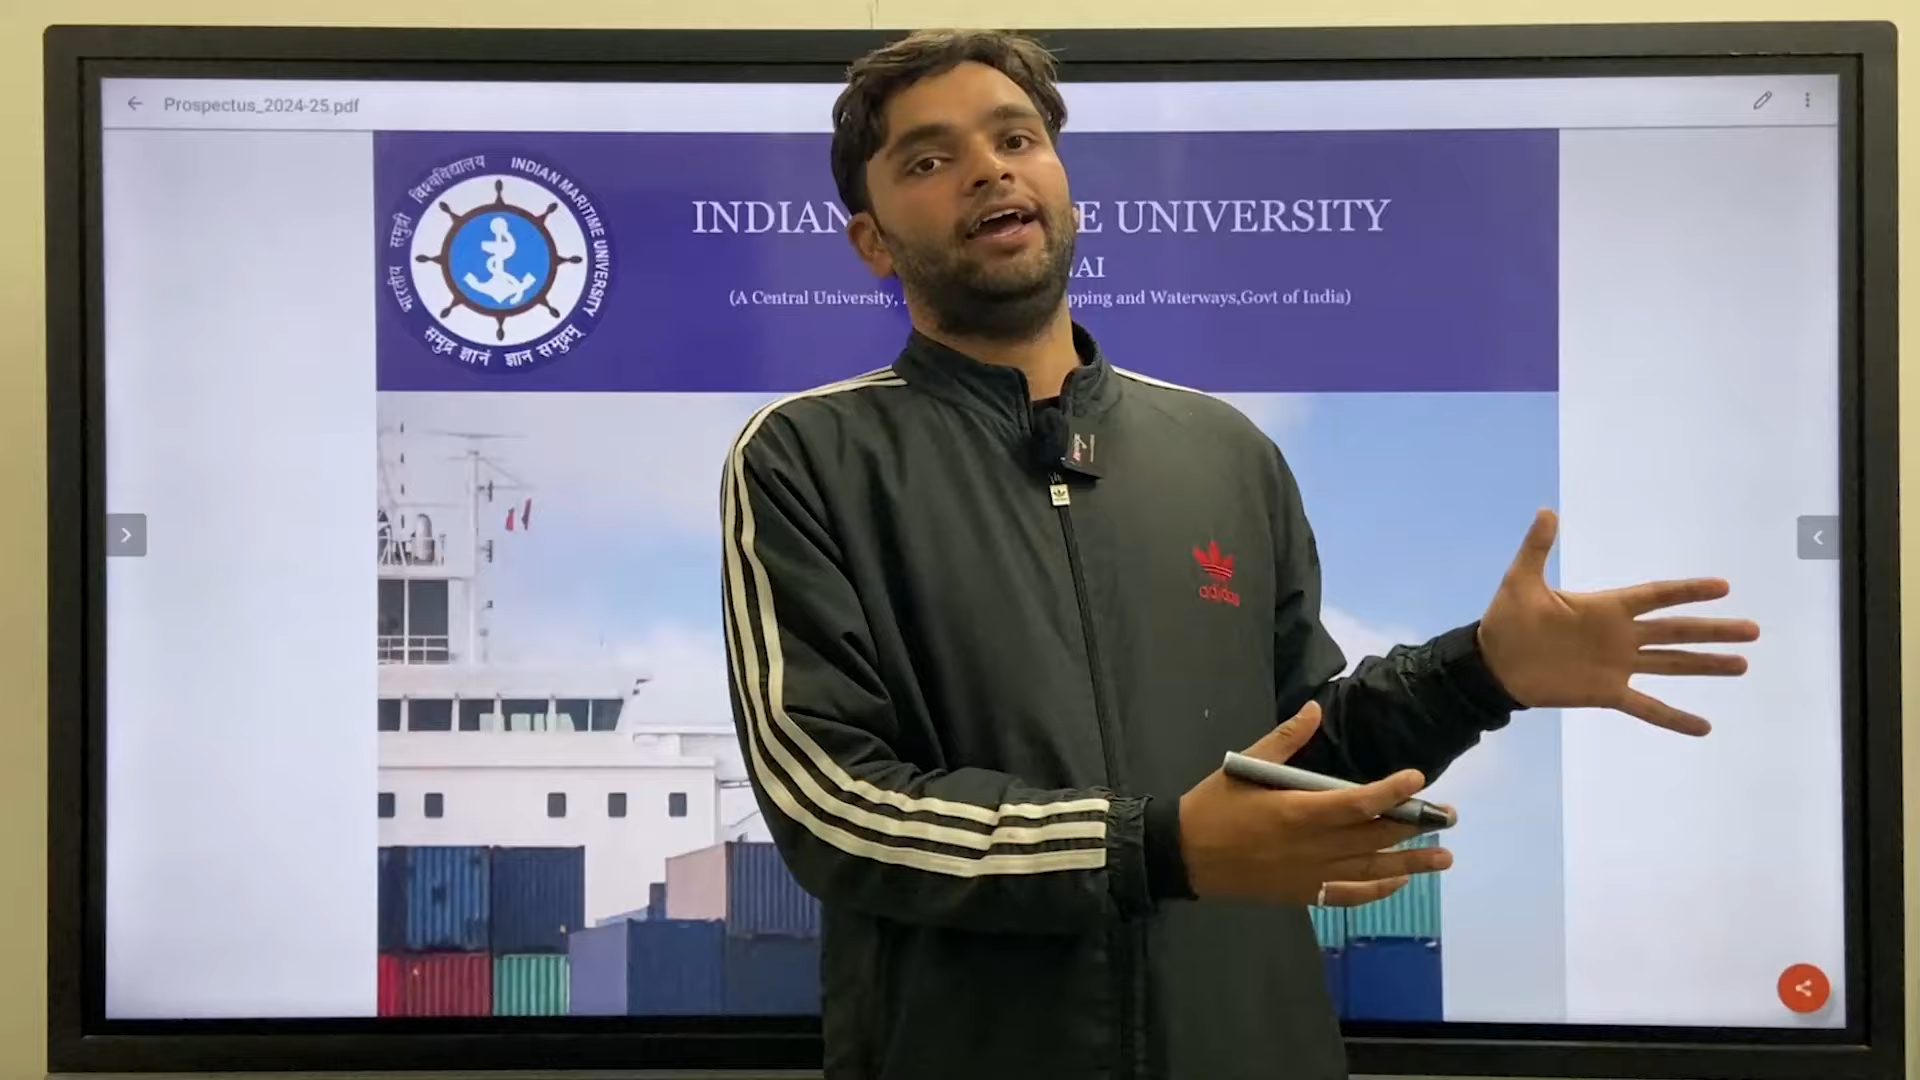 Prospectus_2024-25.pdf
भारतीय समुद्री विश्वविद्यालय INDIAN MARITIME UNIVERSITY
समुद्र ज्ञानं ज्ञान समुद्रम्
INDIAN E UNIVERSITY
NAI
(A Central University, pping and Waterways,Govt of India)
adidas